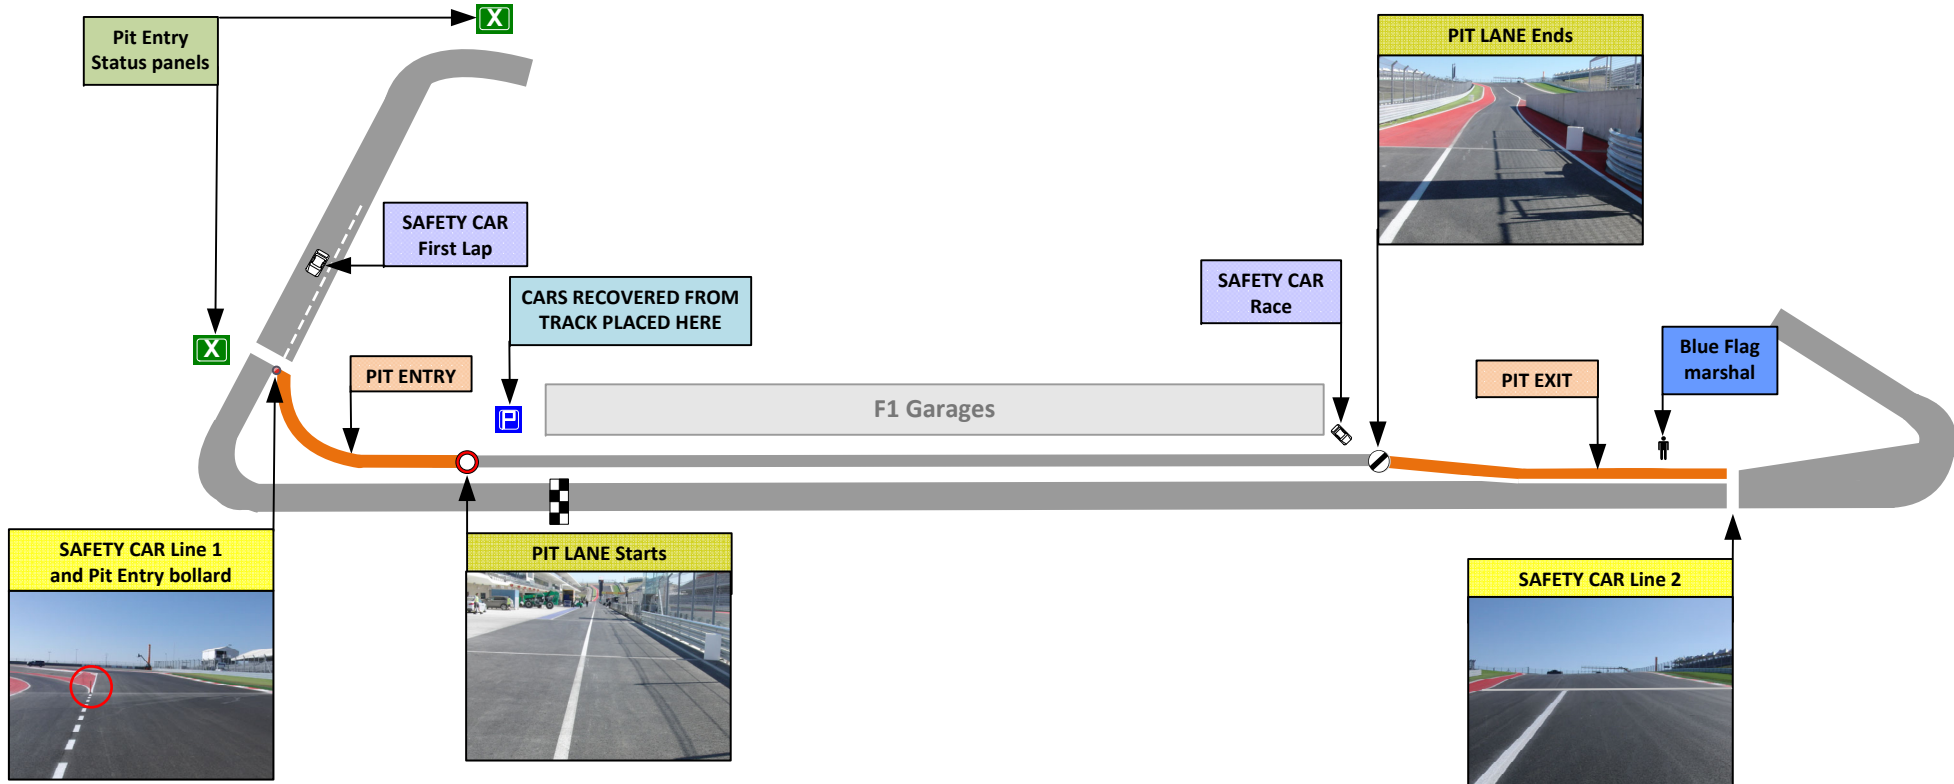 Pit Entry
Status panels
X
PIT LANE Ends
SAFETY CAR
First Lap
CARS RECOVERED FROM
TRACK PLACED HERE
SAFETY CAR
Race
X
PIT ENTRY
P
F1 Garages
PIT EXIT
Blue Flag
marshal
SAFETY CAR Line 1
and Pit Entry bollard
PIT LANE Starts
SAFETY CAR Line 2